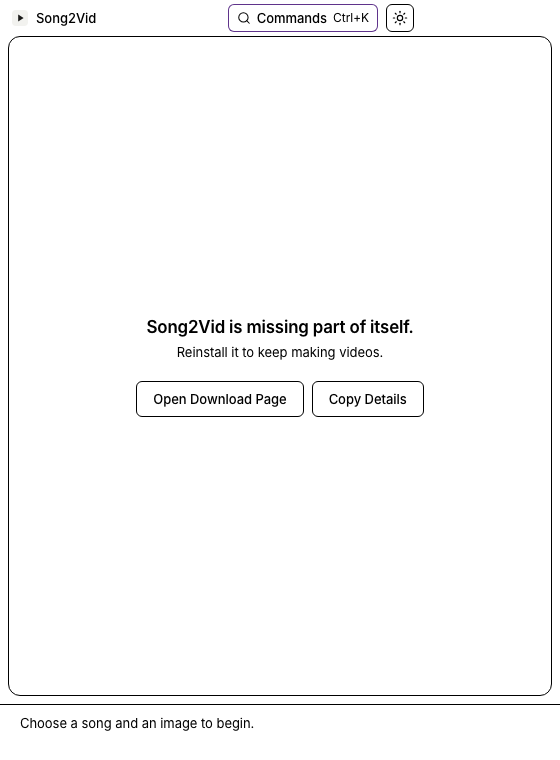 Song2Vid
Commands Ctrl+K
Song2Vid is missing part of itself.
Reinstall it to keep making videos.
Open Download Page
Copy Details
Choose a song and an image to begin.